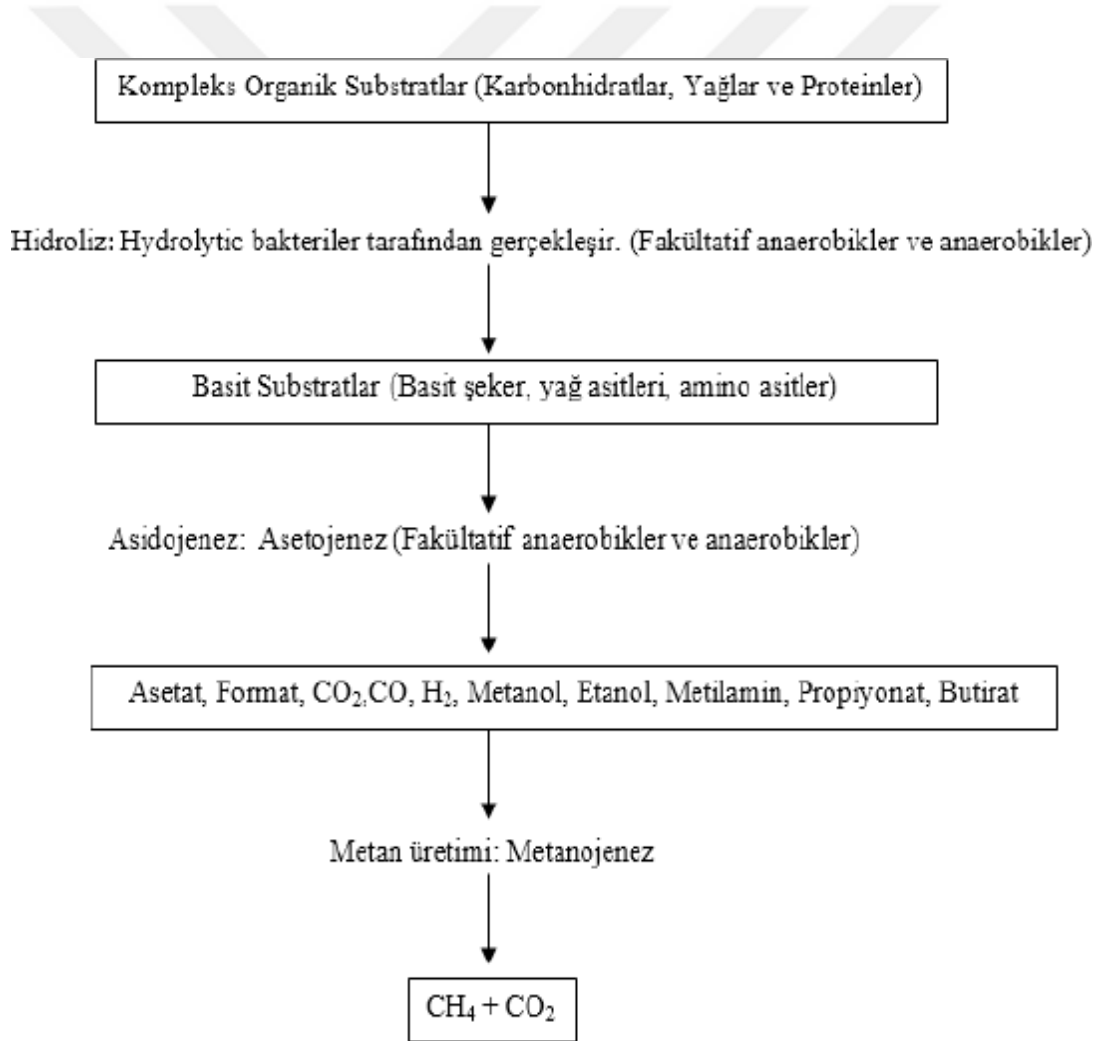 Kompleks Organik Substratlar (Karbonhidratlar, Yağlar ve Proteinler)
Hidroliz: Hydrolytic bakteriler tarafından gerçekleşir. (Fakültatif anaerobikler ve anaerobikler)
Basit Substratlar (Basit şeker, yağ asitleri, amino asitler)
Asidojenez: Asetojenez (Fakültatif anaerobikler ve anaerobikler)
Asetat, Format, CO₂,CO, H₂, Metanol, Etanol, Metilamin, Propiyonat, Butirat
Metan üretimi: Metanojenez
CH₄ + CO₂